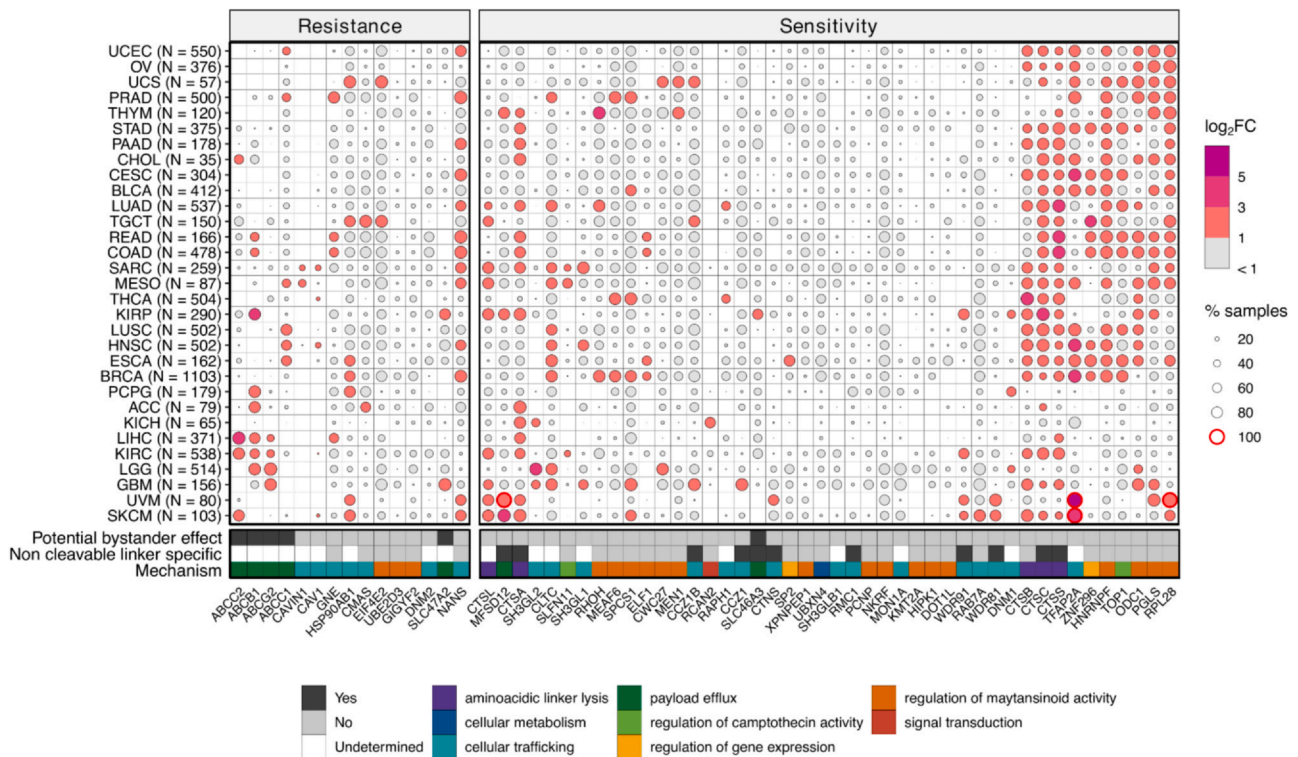 Resistance
Sensitivity
UCEC (N = 550)
OV (N = 376)
UCS (N = 57)
PRAD (N = 500)
THYM (N = 120)
STAD (N = 375)
PAAD (N = 178)
CHOL (N = 35)
CESC (N = 304)
BLCA (N = 412)
LUAD (N = 537)
TGCT (N = 150)
READ (N = 166)
COAD (N = 478)
SARC (N = 259)
MESO (N = 87)
THCA (N = 504)
KIRP (N = 290)
LUSC (N = 502)
HNSC (N = 502)
ESCA (N = 162)
BRCA (N = 1103)
PCPG (N = 179)
ACC (N = 79)
KICH (N = 65)
LIHC (N = 371)
KIRC (N = 538)
LGG (N = 514)
GBM (N = 156)
UVM (N = 80)
SKCM (N = 103)
Potential bystander effect
Non cleavable linker specific
Mechanism
ABCC2
ABCB1
ABCG2
ABCC1
CAVIN1
CAV1
GNE
HSP90AB1
CMAS
EIF4E2
UBE2D3
GIGYF2
DNM2
SLC47A2
NANS
CTSL
MFSD12
CTSA
SH3GL2
CLTC
SLFN11
SH3GL1
RHOH
MEAF6
SPCS1
ELF1
CWC27
MEN1
CCZ1B
RCAN2
RAPH1
CCZ1
SLC46A3
CTNS
SP2
XPNPEP1
UBXN4
SH3GLB1
RMC1
PCNP
NKRF
MON1A
KMT2A
HIPK1
DOT1L
WDR91
RAB7A
WDR81
DNM1
CTSB
CTSC
CTSS
TFAP2A
ZNF296
HNRNPF
TOP1
ODC1
PGLS
RPL28
log₂FC
5
3
1
< 1
% samples
20
40
60
80
100
Yes
No
Undetermined
aminoacidic linker lysis
cellular metabolism
cellular trafficking
payload efflux
regulation of camptothecin activity
regulation of gene expression
regulation of maytansinoid activity
signal transduction